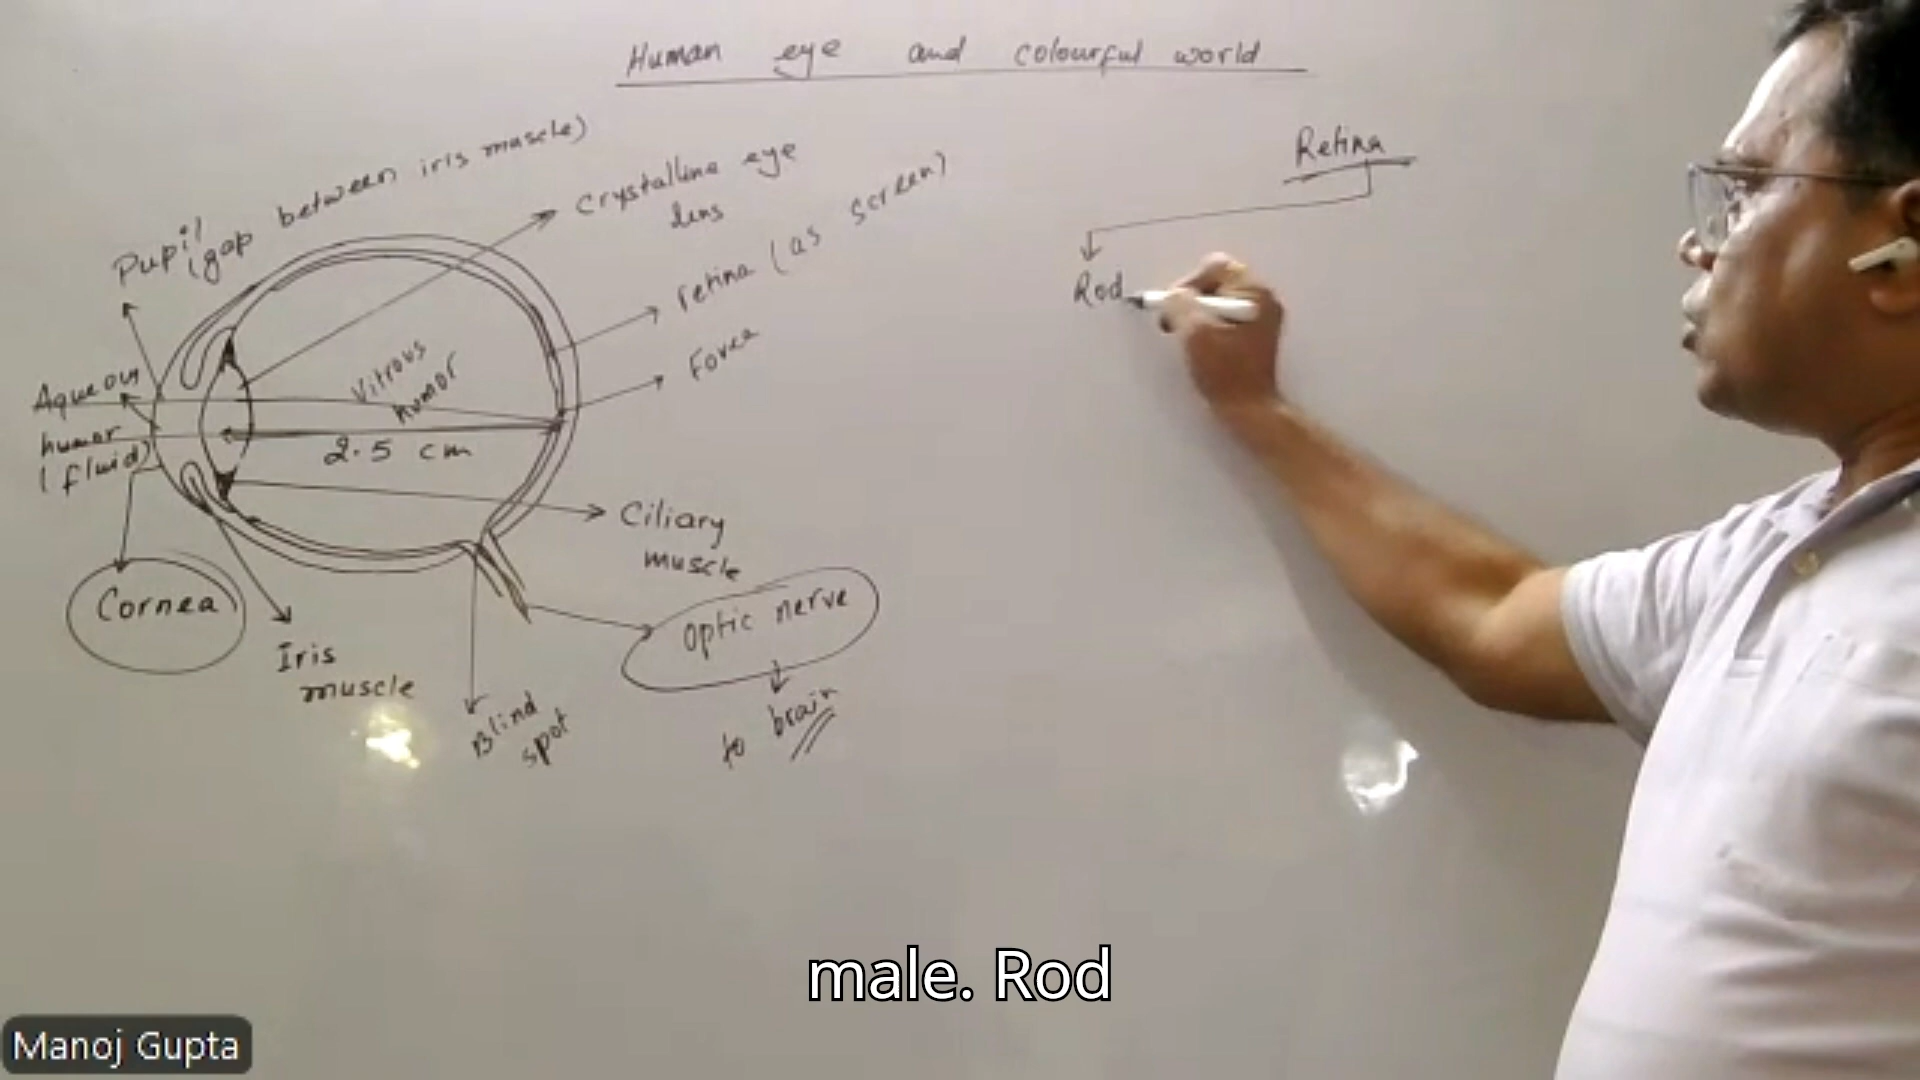 Human eye and colourful world
Pupil
(gap between iris muscle)
Crystalline eye
lens
retina (as screen)
Fovea
Retina
Rod
Aqueous
humor
(fluid)
Vitrous
humor
2.5 cm
Ciliary
muscle
Cornea
Iris
muscle
Optic nerve
to brain
Blind
spot
male. Rod
Manoj Gupta